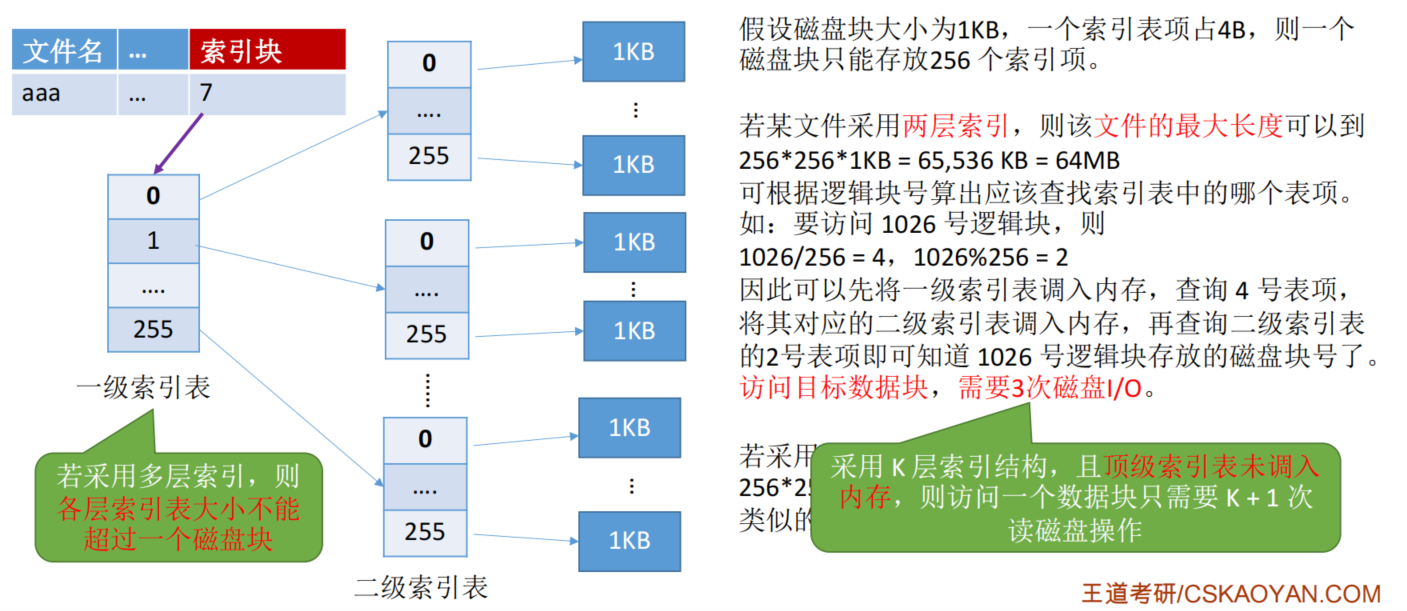 文件名 … 索引块
aaa … 7
0
1
….
255
一级索引表
若采用多层索引，则
各层索引表大小不能
超过一个磁盘块
0
….
255
0
….
255
……
0
….
255
二级索引表
1KB
…
1KB
1KB
…
1KB
1KB
…
1KB
假设磁盘块大小为1KB，一个索引表项占4B，则一个
磁盘块只能存放256 个索引项。
若某文件采用两层索引，则该文件的最大长度可以到
256*256*1KB = 65,536 KB = 64MB
可根据逻辑块号算出应该查找索引表中的哪个表项。
如：要访问 1026 号逻辑块，则
1026/256 = 4，1026%256 = 2
因此可以先将一级索引表调入内存，查询 4 号表项，
将其对应的二级索引表调入内存，再查询二级索引表
的2号表项即可知道 1026 号逻辑块存放的磁盘块号了。
访问目标数据块，需要3次磁盘I/O。
若采用
256*2
类似的
采用 K 层索引结构，且顶级索引表未调入
内存，则访问一个数据块只需要 K + 1 次
读磁盘操作
王道考研/CSKAOYAN.COM